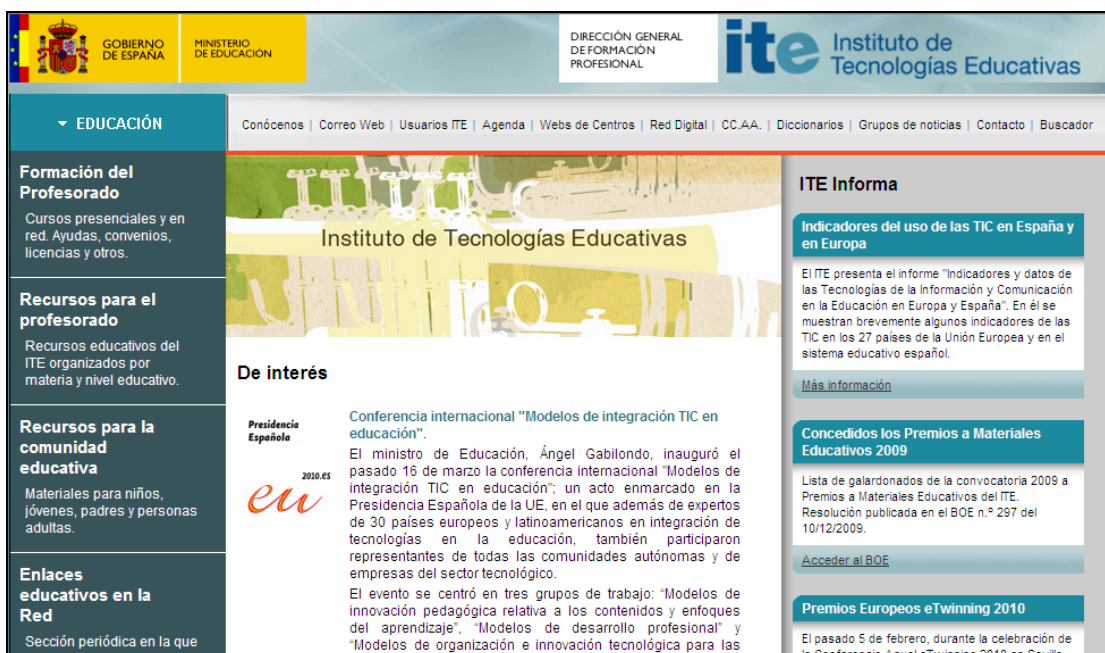 GOBIERNO
DE ESPAÑA
MINISTERIO
DE EDUCACIÓN
DIRECCIÓN GENERAL
DE FORMACIÓN
PROFESIONAL
ite
Instituto de
Tecnologías Educativas
EDUCACIÓN
Conócenos | Correo Web | Usuarios ITE | Agenda | Webs de Centros | Red Digital | CC.AA. | Diccionarios | Grupos de noticias | Contacto | Buscador
Formación del
Profesorado
Cursos presenciales y en
red. Ayudas, convenios,
licencias y otros.
Recursos para el
profesorado
Recursos educativos del
ITE organizados por
materia y nivel educativo.
Recursos para la
comunidad
educativa
Materiales para niños,
jóvenes, padres y personas
adultas.
Enlaces
educativos en la
Red
Sección periódica en la que
Instituto de Tecnologías Educativas
De interés
Presidencia
Española
2010.es
eu
Conferencia internacional "Modelos de integración TIC en
educación".
El ministro de Educación, Ángel Gabilondo, inauguró el
pasado 16 de marzo la conferencia internacional "Modelos de
integración TIC en educación"; un acto enmarcado en la
Presidencia Española de la UE, en el que además de expertos
de 30 países europeos y latinoamericanos en integración de
tecnologías en la educación, también participaron
representantes de todas las comunidades autónomas y de
empresas del sector tecnológico.
El evento se centró en tres grupos de trabajo: "Modelos de
innovación pedagógica relativa a los contenidos y enfoques
del aprendizaje", "Modelos de desarrollo profesional" y
"Modelos de organización e innovación tecnológica para las
ITE Informa
Indicadores del uso de las TIC en España y
en Europa
El ITE presenta el informe "Indicadores y datos de
las Tecnologías de la Información y Comunicación
en la Educación en Europa y España". En él se
muestran brevemente algunos indicadores de las
TIC en los 27 países de la Unión Europea y en el
sistema educativo español.
Más información
Concedidos los Premios a Materiales
Educativos 2009
Lista de galardonados de la convocatoria 2009 a
Premios a Materiales Educativos del ITE.
Resolución publicada en el BOE n.º 297 del
10/12/2009.
Acceder al BOE
Premios Europeos eTwinning 2010
El pasado 5 de febrero, durante la celebración de
la Conferencia Anual eTwinning 2010 en Sevilla